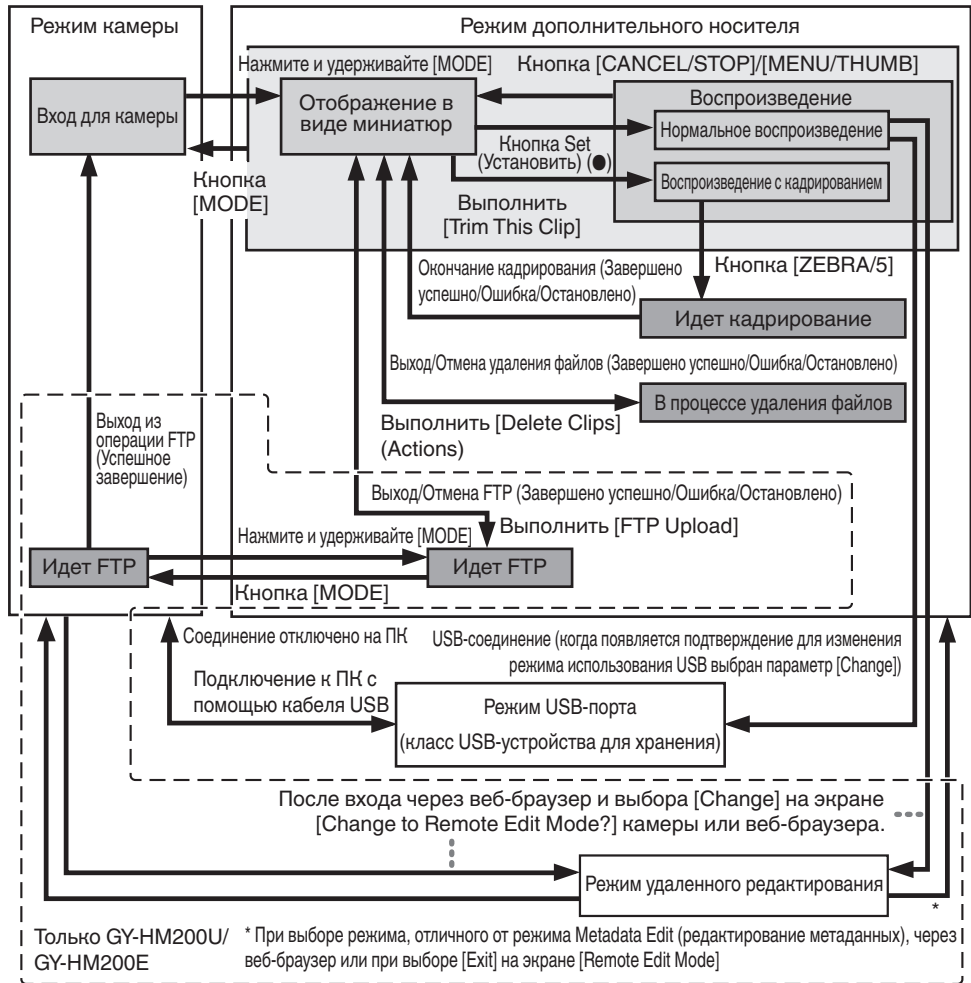 Режим камеры
Режим дополнительного носителя
Нажмите и удерживайте [MODE]
Кнопка [CANCEL/STOP]/[MENU/THUMB]
Вход для камеры
Отображение в
виде миниатюр
Воспроизведение
Нормальное воспроизведение
Кнопка Set
(Установить) (●)
Воспроизведение с кадрированием
Кнопка
[MODE]
Выполнить
[Trim This Clip]
Окончание кадрирования (Завершено
успешно/Ошибка/Остановлено)
Кнопка [ZEBRA/5]
Идет кадрирование
Выход/Отмена удаления файлов (Завершено успешно/Ошибка/Остановлено)
В процессе удаления файлов
Выполнить [Delete Clips]
(Actions)
Выход из
операции FTP
(Успешное
завершение)
Выход/Отмена FTP (Завершено успешно/Ошибка/Остановлено)
Выполнить [FTP Upload]
Нажмите и удерживайте [MODE]
Идет FTP
Идет FTP
Кнопка [MODE]
Соединение отключено на ПК
USB-соединение (когда появляется подтверждение для изменения
режима использования USB выбран параметр [Change])
Подключение к ПК с
помощью кабеля USB
Режим USB-порта
(класс USB-устройства для хранения)
После входа через веб-браузер и выбора [Change] на экране
[Change to Remote Edit Mode?] камеры или веб-браузера.
Режим удаленного редактирования
*
Только GY-HM200U/
GY-HM200E
* При выборе режима, отличного от режима Metadata Edit (редактирование метаданных), через
веб-браузер или при выборе [Exit] на экране [Remote Edit Mode]